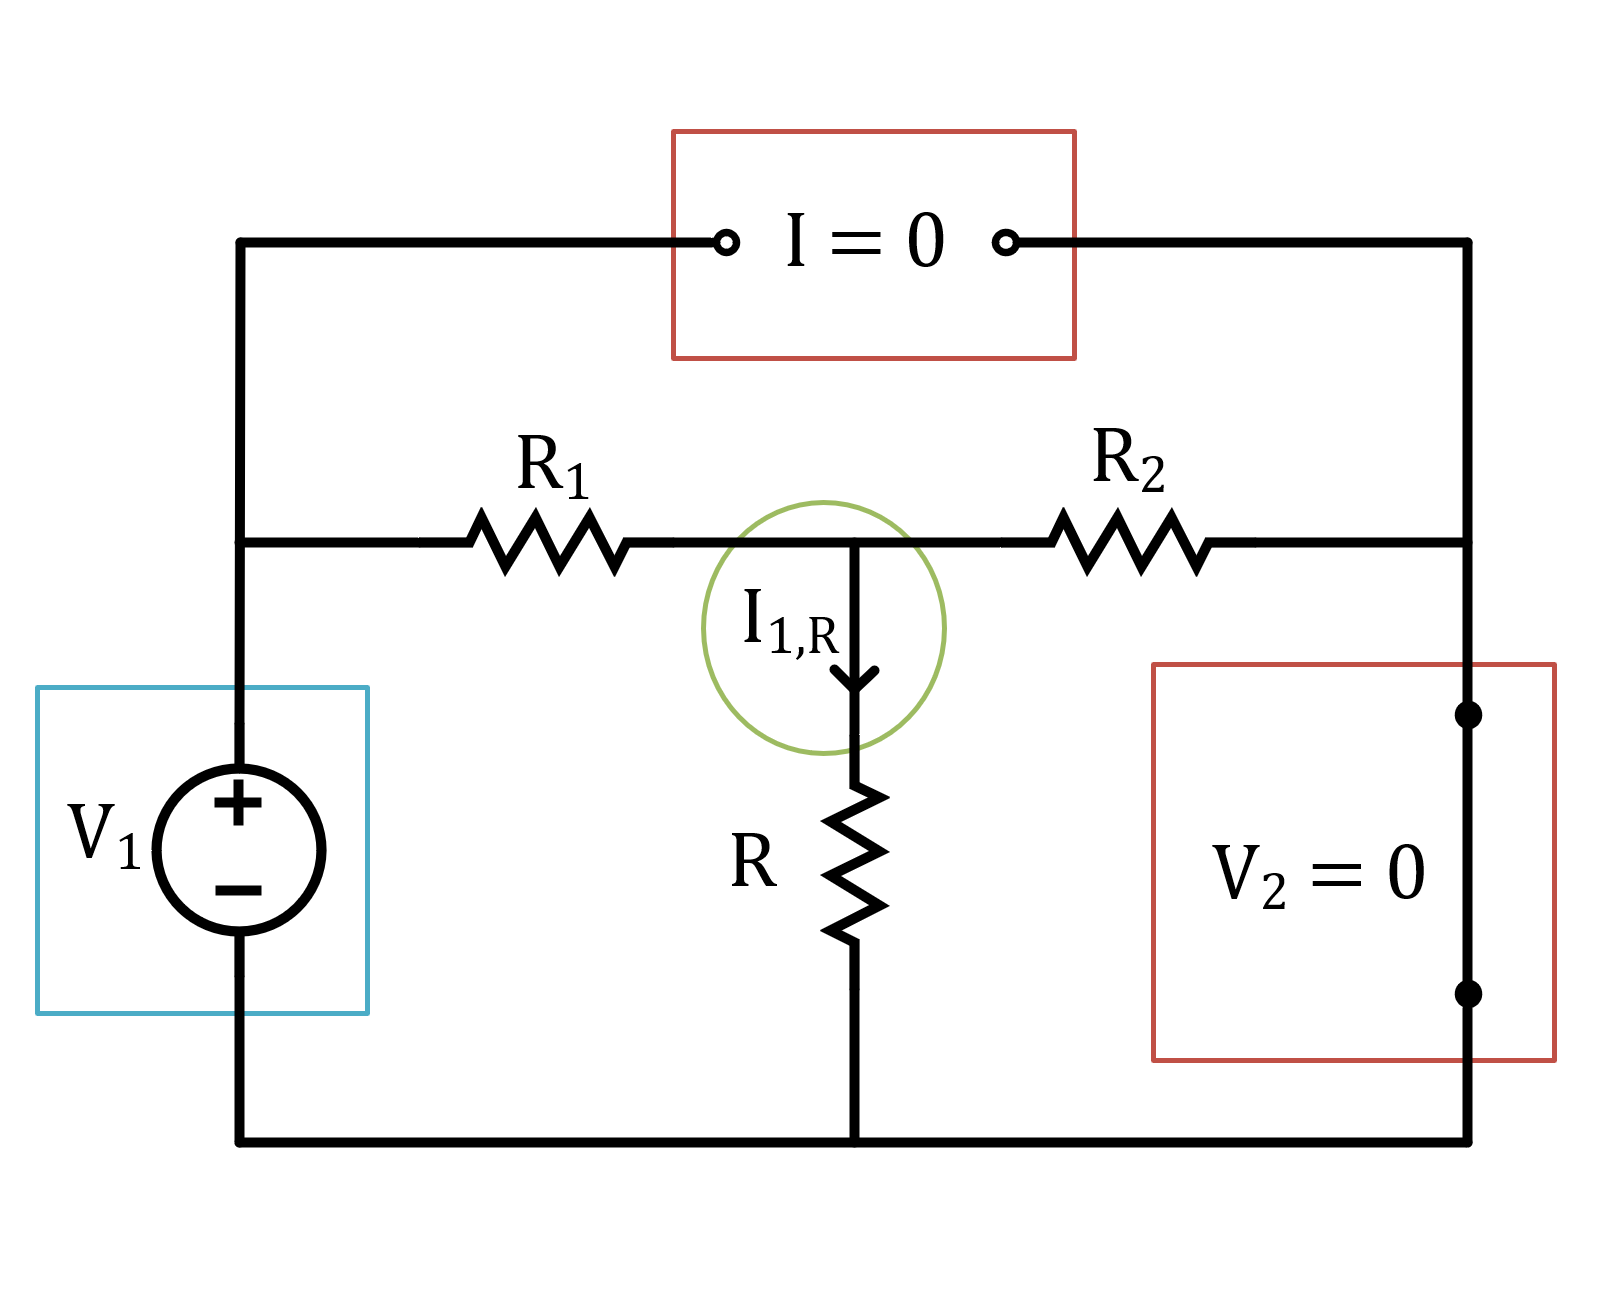 I = 0
R₁
R₂
I₁,R
V₁
R
V₂ = 0